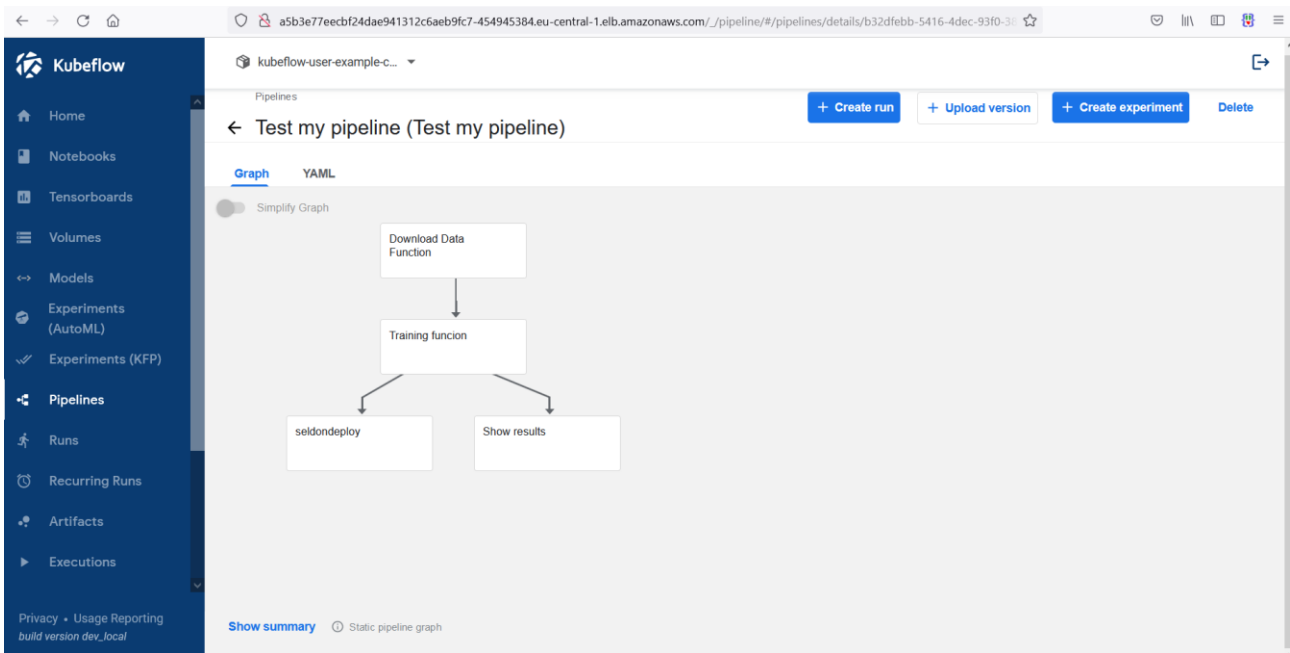 a5b3e77eecbf24dae941312c6aeb9fc7-454945384.eu-central-1.elb.amazonaws.com/_/pipeline/#/pipelines/details/b32dfebb-5416-4dec-93f0-38
Kubeflow
kubeflow-user-example-c...
Pipelines
Test my pipeline (Test my pipeline)
+ Create run
+ Upload version
+ Create experiment
Delete
Home
Notebooks
Tensorboards
Volumes
Models
Experiments
(AutoML)
Experiments (KFP)
Pipelines
Runs
Recurring Runs
Artifacts
Executions
Privacy • Usage Reporting
build version dev_local
Graph
YAML
Simplify Graph
Download Data
Function
Training funcion
seldondeploy
Show results
Show summary
Static pipeline graph